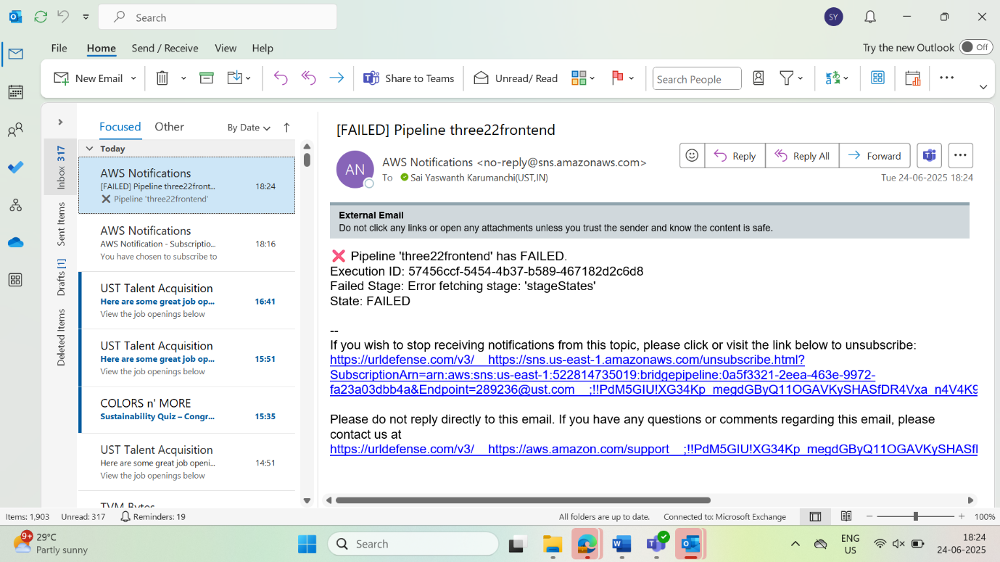 Search
SY
File
Home
Send / Receive
View
Help
Try the new Outlook
Off
New Email
Share to Teams
Unread/ Read
Search People
Inbox 317
Sent Items
Drafts [1]
Deleted Items
Focused
Other
By Date
Today
AWS Notifications
[FAILED] Pipeline three22front...
18:24
Pipeline 'three22frontend'
AWS Notifications
AWS Notification - Subscriptio...
18:16
You have chosen to subscribe to
UST Talent Acquisition
Here are some great job op...
16:41
View the job openings below
UST Talent Acquisition
Here are some great job op...
15:51
View the job openings below
COLORS n' MORE
Sustainability Quiz – Congr...
15:35
UST Talent Acquisition
Here are some great job openi...
14:51
View the job openings below
TVM Bytes
[FAILED] Pipeline three22frontend
AN
AWS Notifications <no-reply@sns.amazonaws.com>
To Sai Yaswanth Karumanchi(UST,IN)
Reply
Reply All
Forward
Tue 24-06-2025 18:24
External Email
Do not click any links or open any attachments unless you trust the sender and know the content is safe.
❌ Pipeline 'three22frontend' has FAILED.
Execution ID: 57456ccf-5454-4b37-b589-467182d2c6d8
Failed Stage: Error fetching stage: 'stageStates'
State: FAILED
--
If you wish to stop receiving notifications from this topic, please click or visit the link below to unsubscribe:
https://urldefense.com/v3/__https://sns.us-east-1.amazonaws.com/unsubscribe.html?
SubscriptionArn=arn:aws:sns:us-east-1:522814735019:bridgepipeline:0a5f3321-2eea-463e-9972-
fa23a03dbb4a&Endpoint=289236@ust.com__;!!PdM5GIU!XG34Kp_megdGByQ11OGAVKySHASfDR4Vxa_n4V4K9
Please do not reply directly to this email. If you have any questions or comments regarding this email, please
contact us at
https://urldefense.com/v3/__https://aws.amazon.com/support__;!!PdM5GIU!XG34Kp_megdGByQ11OGAVKySHASf
Items: 1,903
Unread: 317
Reminders: 19
All folders are up to date.
Connected to: Microsoft Exchange
100%
9+
29°C
Partly sunny
Search
ENG
US
18:24
24-06-2025